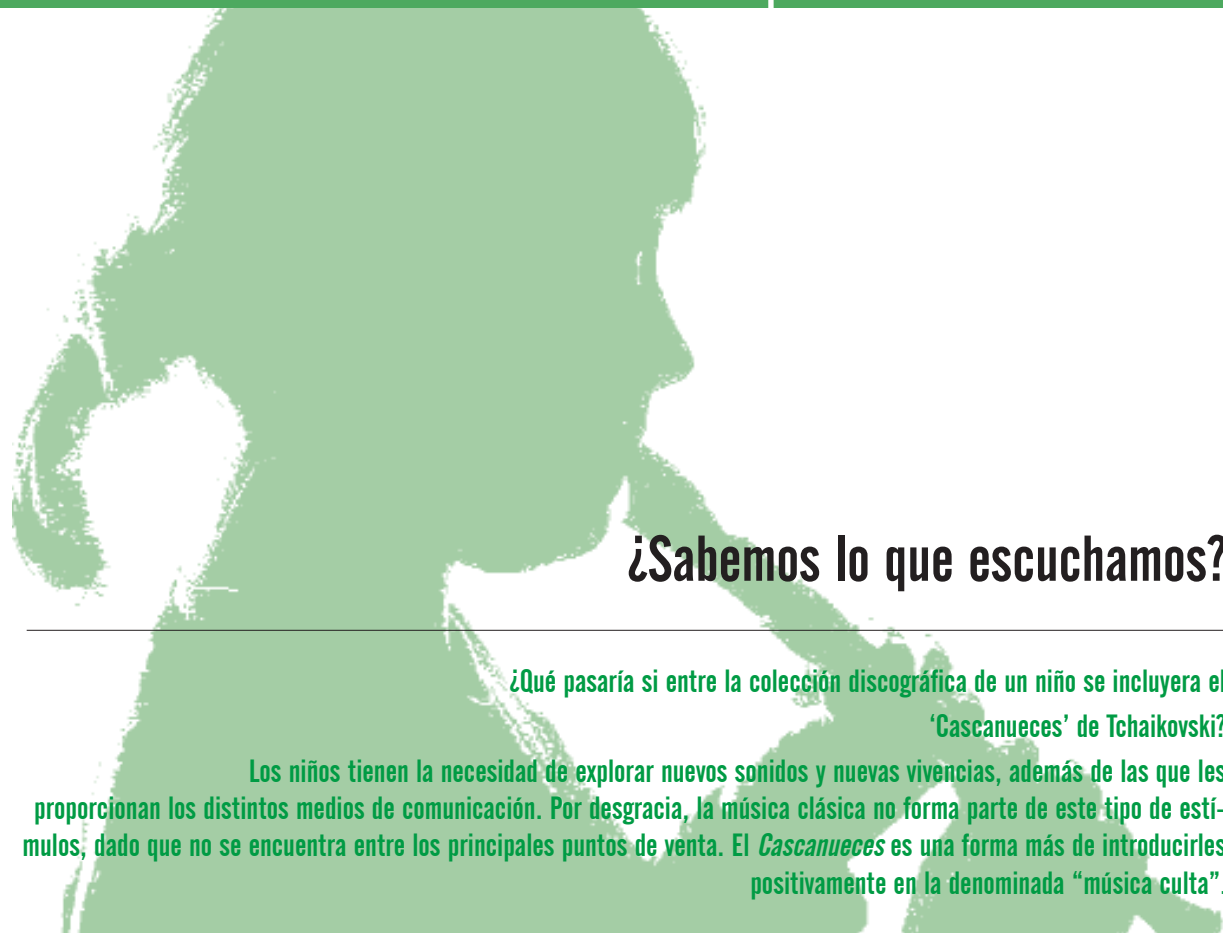 ¿Sabemos lo que escuchamos?
¿Qué pasaría si entre la colección discográfica de un niño se incluyera el
‘Cascanueces’ de Tchaikovski?
Los niños tienen la necesidad de explorar nuevos sonidos y nuevas vivencias, además de las que les
proporcionan los distintos medios de comunicación. Por desgracia, la música clásica no forma parte de este tipo de estí-
mulos, dado que no se encuentra entre los principales puntos de venta. El Cascanueces es una forma más de introducirles
positivamente en la denominada “música culta”.